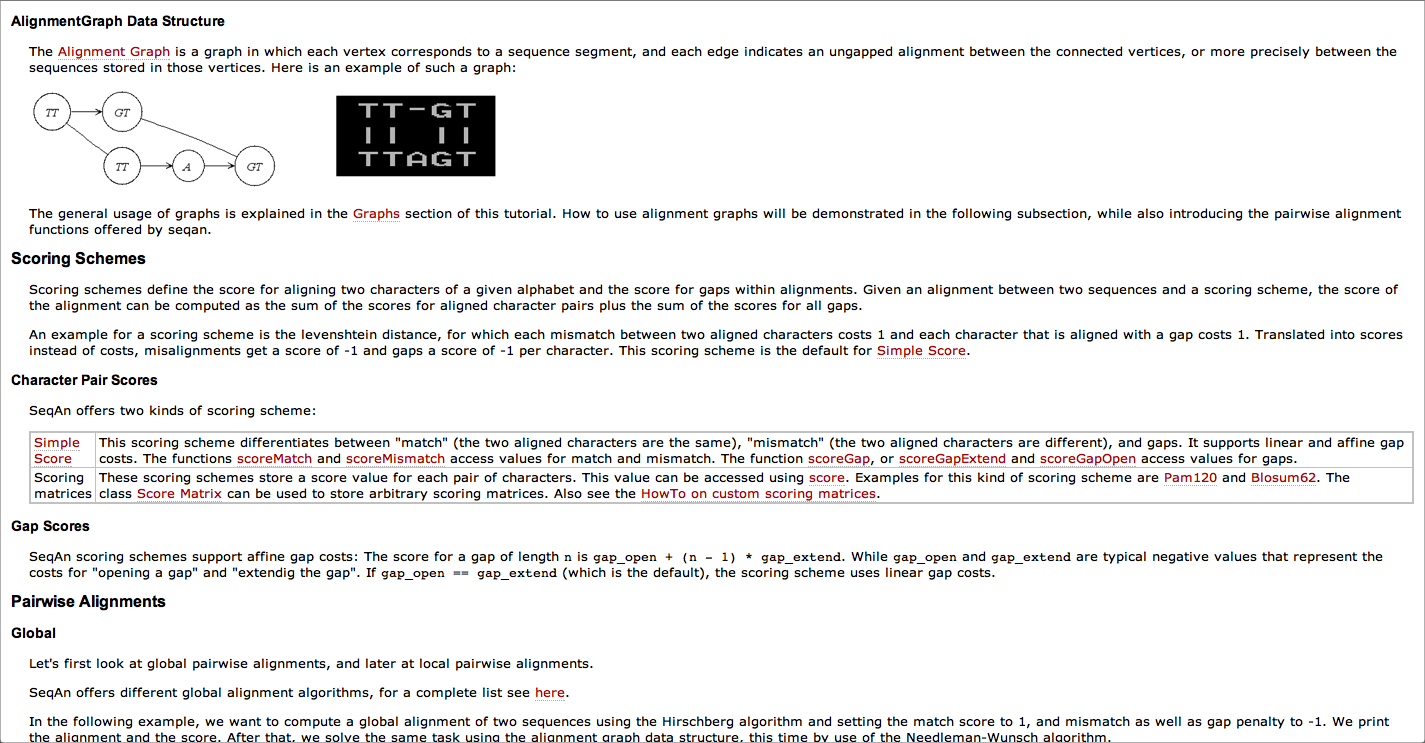 AlignmentGraph Data Structure
The Alignment Graph is a graph in which each vertex corresponds to a sequence segment, and each edge indicates an ungapped alignment between the connected vertices, or more precisely between the
sequences stored in those vertices. Here is an example of such a graph:
TT GT
TT A GT
TT-GT
|| ||
TTAGT
The general usage of graphs is explained in the Graphs section of this tutorial. How to use alignment graphs will be demonstrated in the following subsection, while also introducing the pairwise alignment
functions offered by seqan.
Scoring Schemes
Scoring schemes define the score for aligning two characters of a given alphabet and the score for gaps within alignments. Given an alignment between two sequences and a scoring scheme, the score of
the alignment can be computed as the sum of the scores for aligned character pairs plus the sum of the scores for all gaps.
An example for a scoring scheme is the levenshtein distance, for which each mismatch between two aligned characters costs 1 and each character that is aligned with a gap costs 1. Translated into scores
instead of costs, misalignments get a score of -1 and gaps a score of -1 per character. This scoring scheme is the default for Simple Score.
Character Pair Scores
SeqAn offers two kinds of scoring scheme:
Simple This scoring scheme differentiates between "match" (the two aligned characters are the same), "mismatch" (the two aligned characters are different), and gaps. It supports linear and affine gap
Score costs. The functions scoreMatch and scoreMismatch access values for match and mismatch. The function scoreGap, or scoreGapExtend and scoreGapOpen access values for gaps.
Scoring These scoring schemes store a score value for each pair of characters. This value can be accessed using score. Examples for this kind of scoring scheme are Pam120 and Blosum62. The
matrices class Score Matrix can be used to store arbitrary scoring matrices. Also see the HowTo on custom scoring matrices.
Gap Scores
SeqAn scoring schemes support affine gap costs: The score for a gap of length n is gap_open + (n - 1) * gap_extend. While gap_open and gap_extend are typical negative values that represent the
costs for "opening a gap" and "extendig the gap". If gap_open == gap_extend (which is the default), the scoring scheme uses linear gap costs.
Pairwise Alignments
Global
Let's first look at global pairwise alignments, and later at local pairwise alignments.
SeqAn offers different global alignment algorithms, for a complete list see here.
In the following example, we want to compute a global alignment of two sequences using the Hirschberg algorithm and setting the match score to 1, and mismatch as well as gap penalty to -1. We print
the alignment and the score. After that, we solve the same task using the alignment graph data structure, this time by use of the Needleman-Wunsch algorithm.